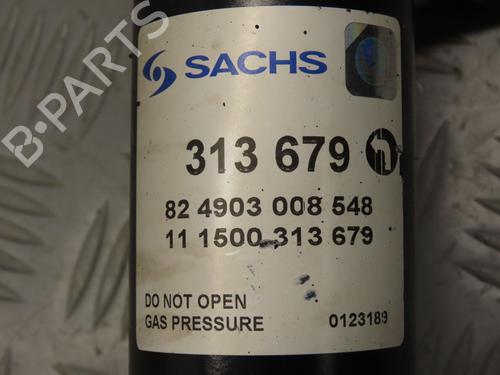 SACHS
313 679
82 4903 008 548
11 1500 313 679
DO NOT OPEN
GAS PRESSURE 0123189
B-PARTS